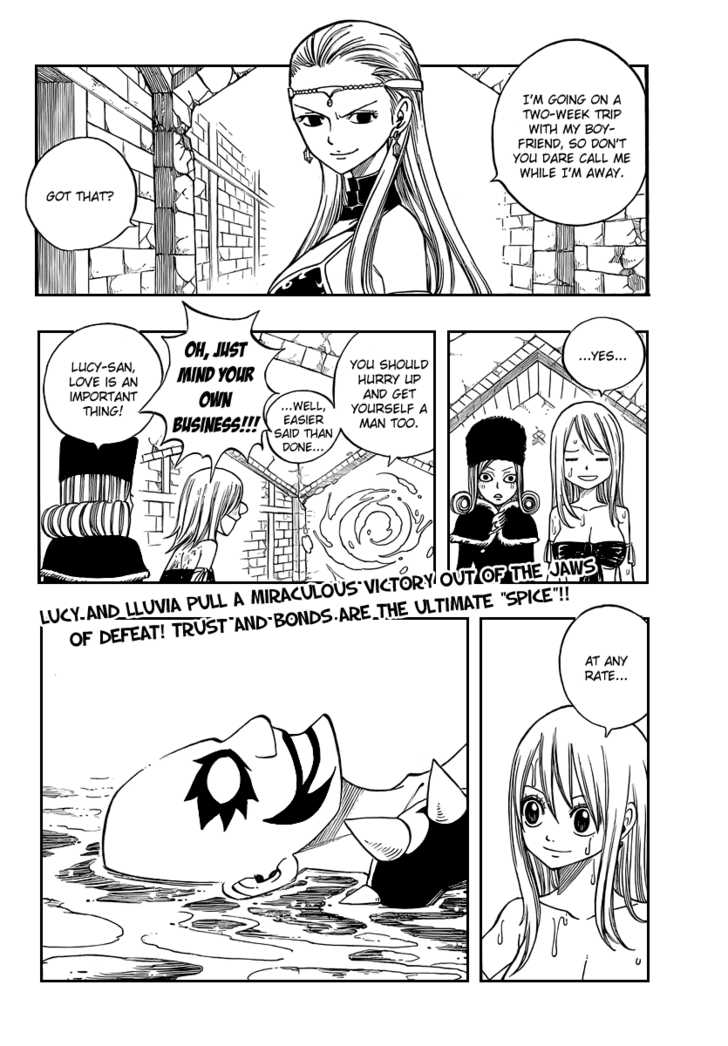 I'M GOING ON A
TWO-WEEK TRIP
WITH MY BOY-
FRIEND, SO DON'T
YOU DARE CALL ME
WHILE I'M AWAY.
GOT THAT?
...YES...
YOU SHOULD
HURRY UP
AND GET
YOURSELF A
MAN TOO.
...WELL,
EASIER
SAID THAN
DONE...
OH, JUST
MIND YOUR
OWN
BUSINESS!!!
LUCY-SAN,
LOVE IS AN
IMPORTANT
THING!
LUCY AND LLUVIA PULL A MIRACULOUS VICTORY OUT OF THE JAWS
OF DEFEAT! TRUST AND BONDS ARE THE ULTIMATE "SPICE"!!
AT ANY
RATE...